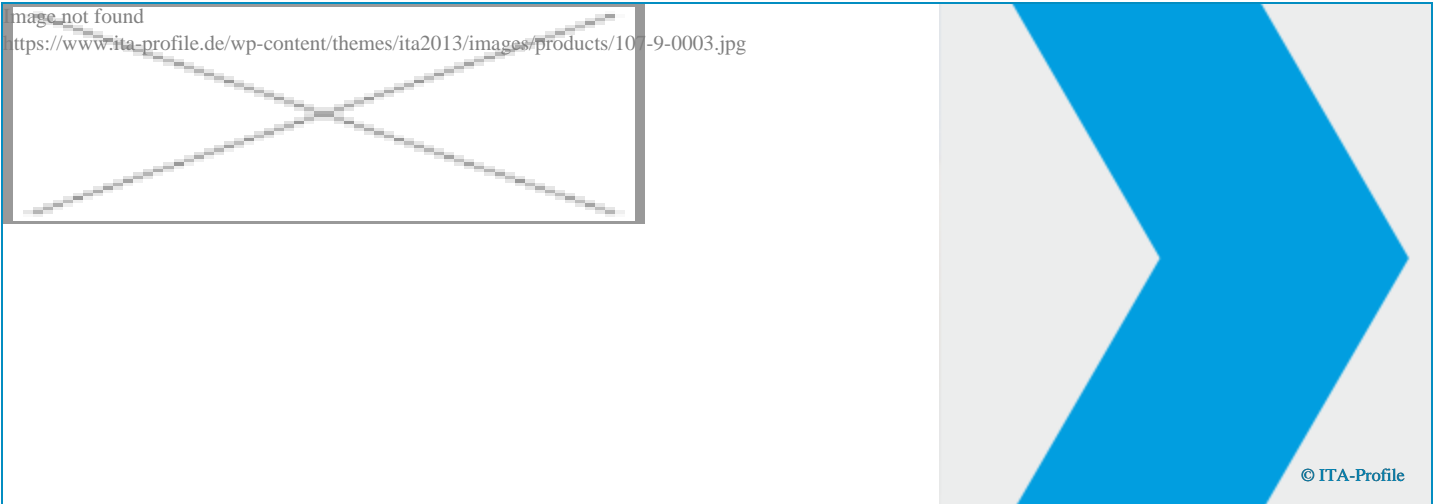 Image not found
https://www.ita-profile.de/wp-content/themes/ita2013/images/products/107-9-0003.jpg
© ITA-Profile